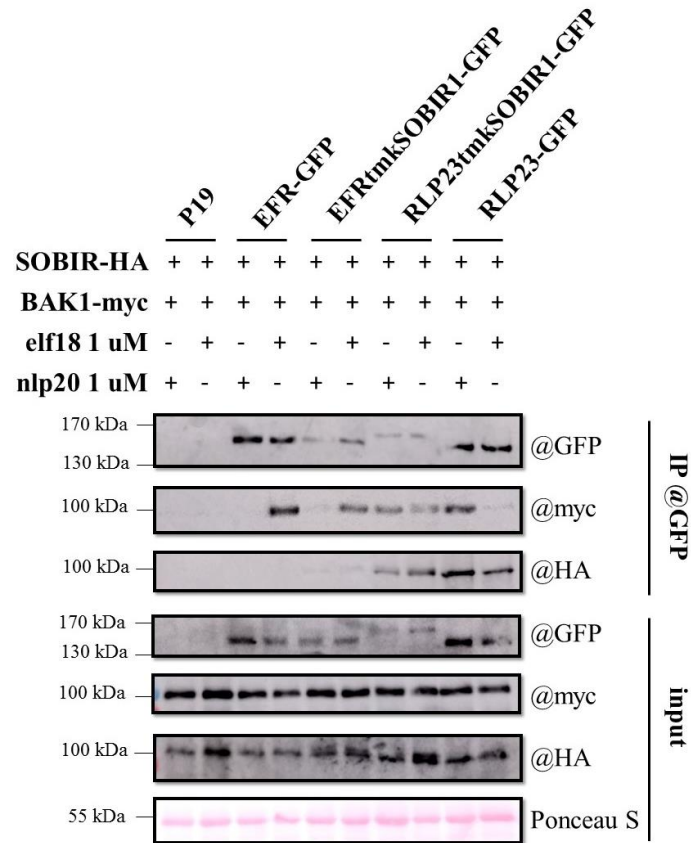 P19 EFR-GFP EFRtmkSOBIR1-GFP RLP23tmkSOBIR1-GFP RLP23-GFP
SOBIR-HA + + + + + + + + + +
BAK1-myc + + + + + + + + + +
elf18 1 uM - + - + - + - + - +
nlp20 1 uM + - + - + - + - + -
170 kDa
130 kDa
@GFP
100 kDa
@myc
100 kDa
@HA
IP @GFP
170 kDa
130 kDa
@GFP
100 kDa
@myc
100 kDa
@HA
55 kDa
Ponceau S
input